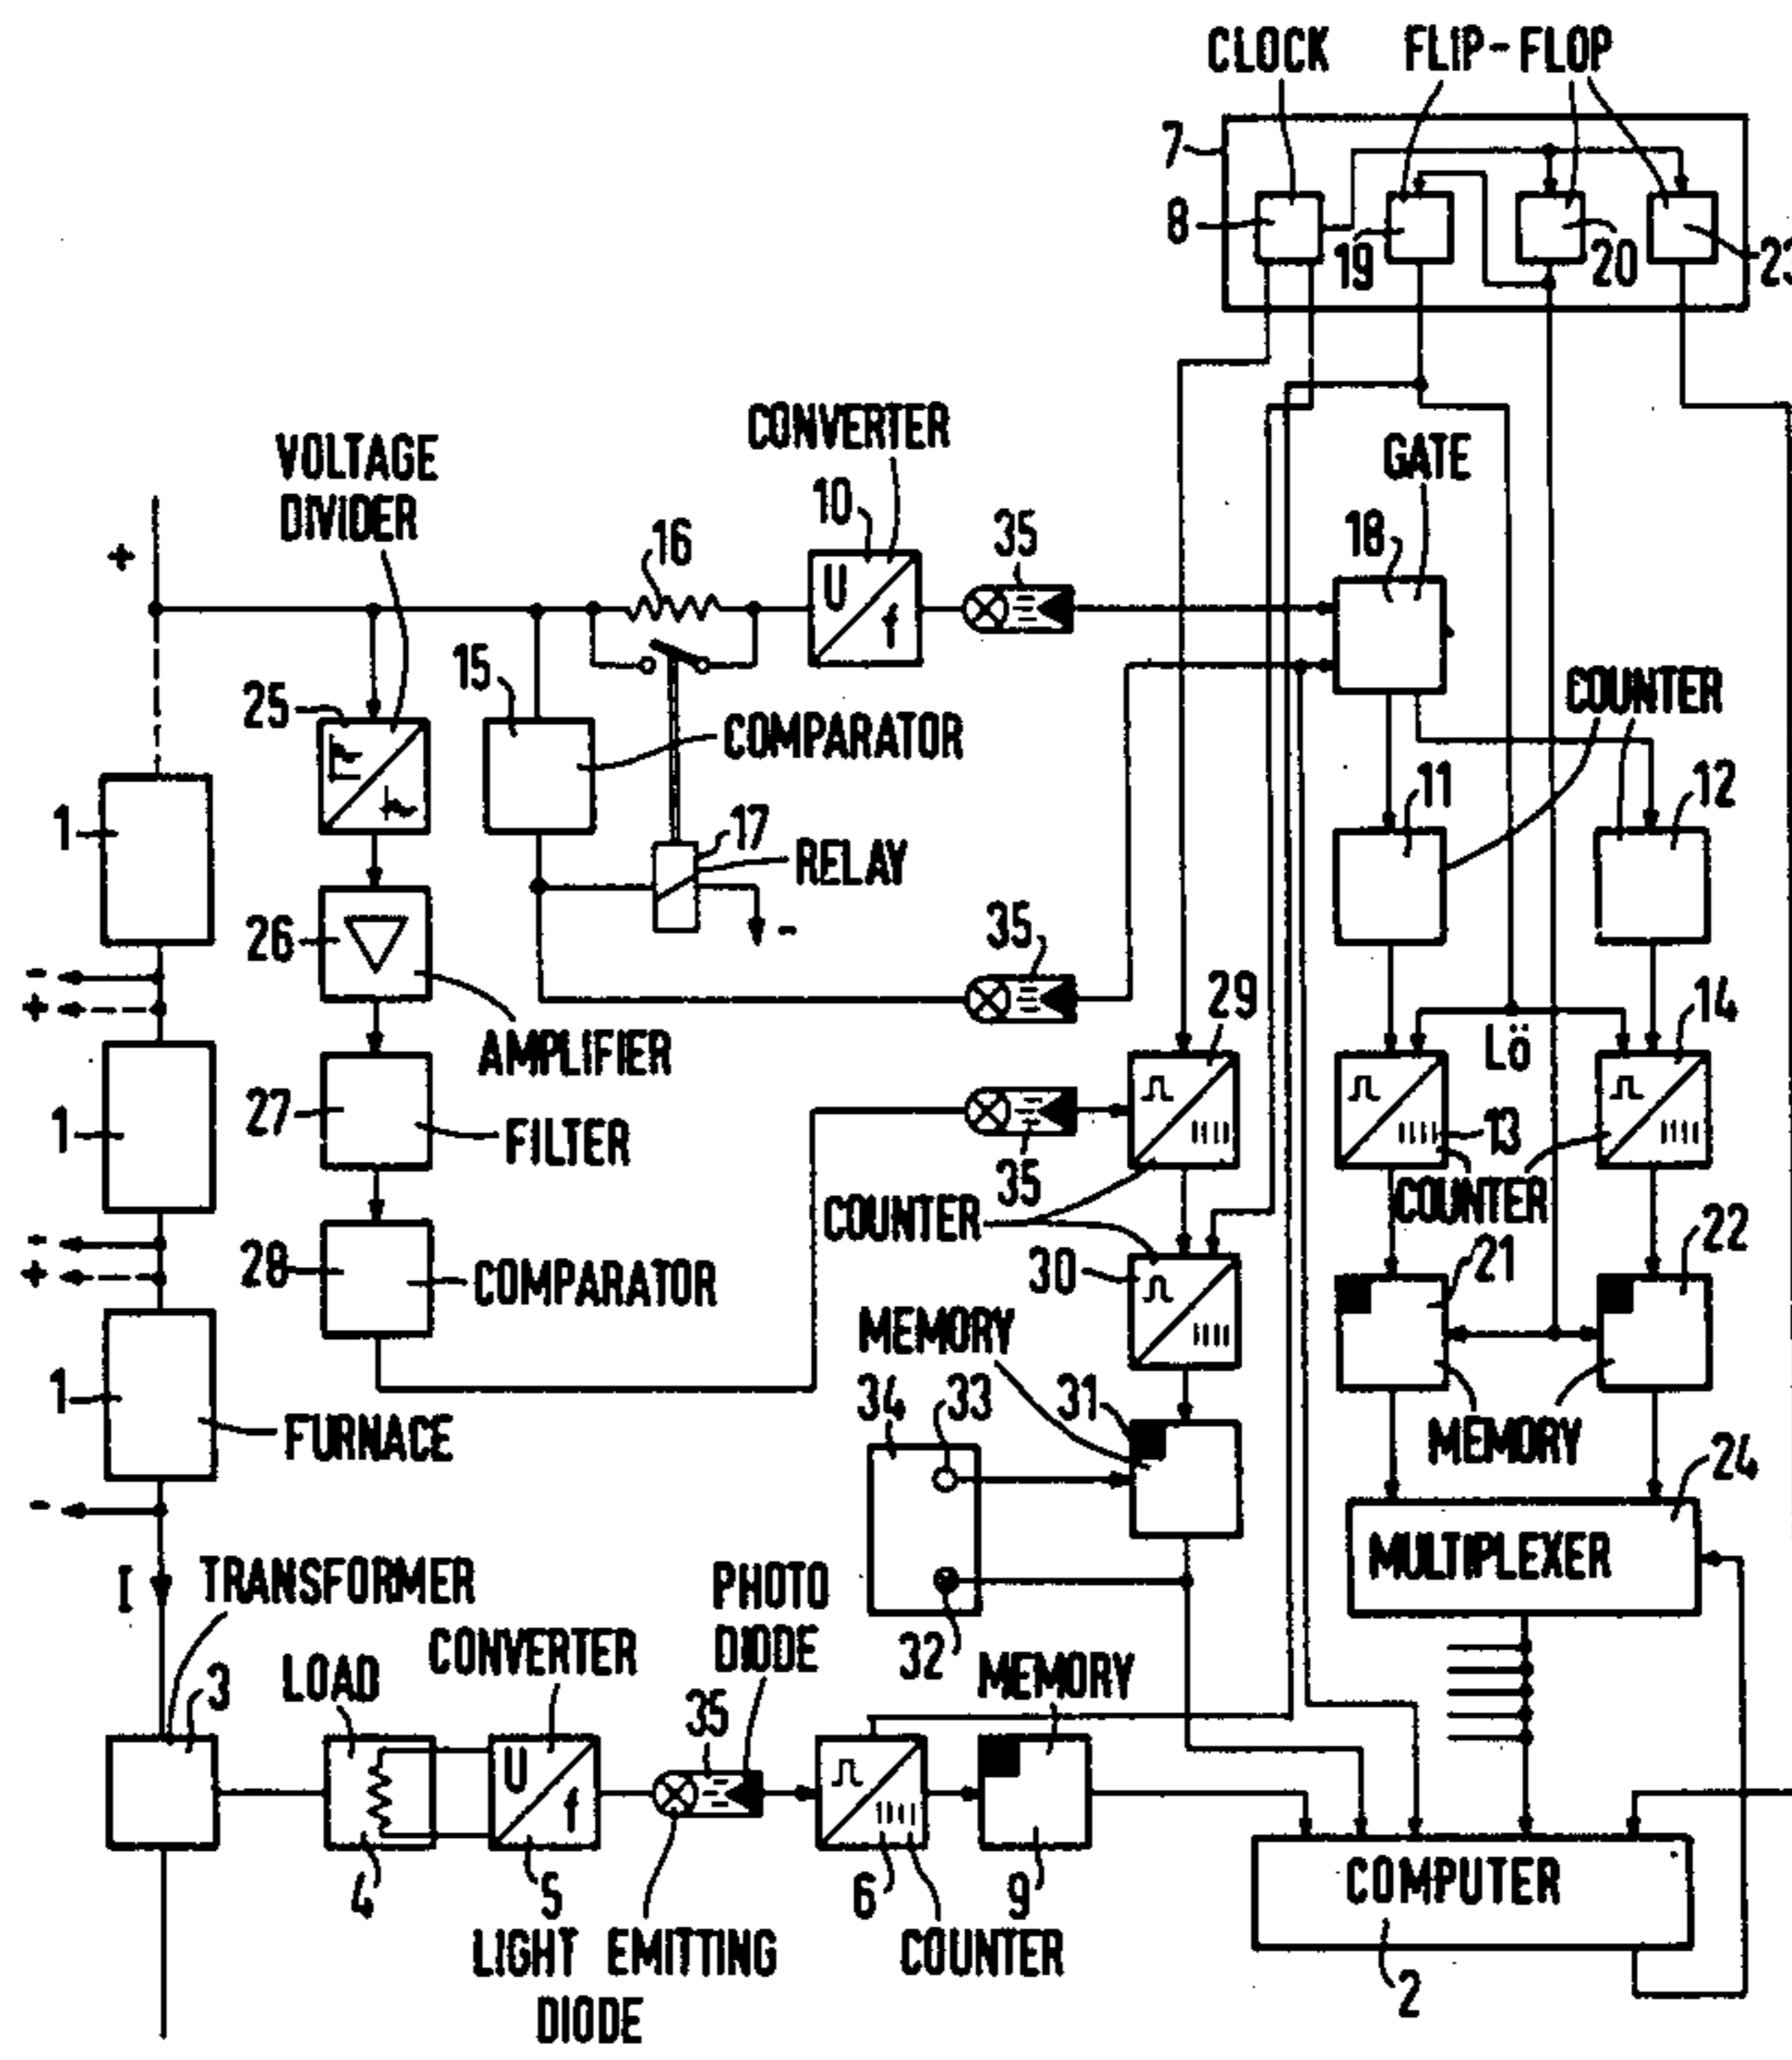 CLOCK FLIP-FLOP
7
8 19 20 23
CONVERTER
VOLTAGE
DIVIDER
GATE
10
16 35 18
+
U
f
15
25
COMPARATOR
COUNTER
11 12
1
17
RELAY
26
-
35
-
+
29
14
AMPLIFIER
Lö
27
FILTER
1
13
35
COUNTER
COUNTER
-
+
28
COMPARATOR
30
21
22
MEMORY
34 33 31
1
FURNACE
MEMORY
24
-
MULTIPLEXER
I
TRANSFORMER
PHOTO
DIODE
CONVERTER
32
MEMORY
3
LOAD
35
U
f
4 5 6 9
COMPUTER
2
LIGHT EMITTING
DIODE
COUNTER